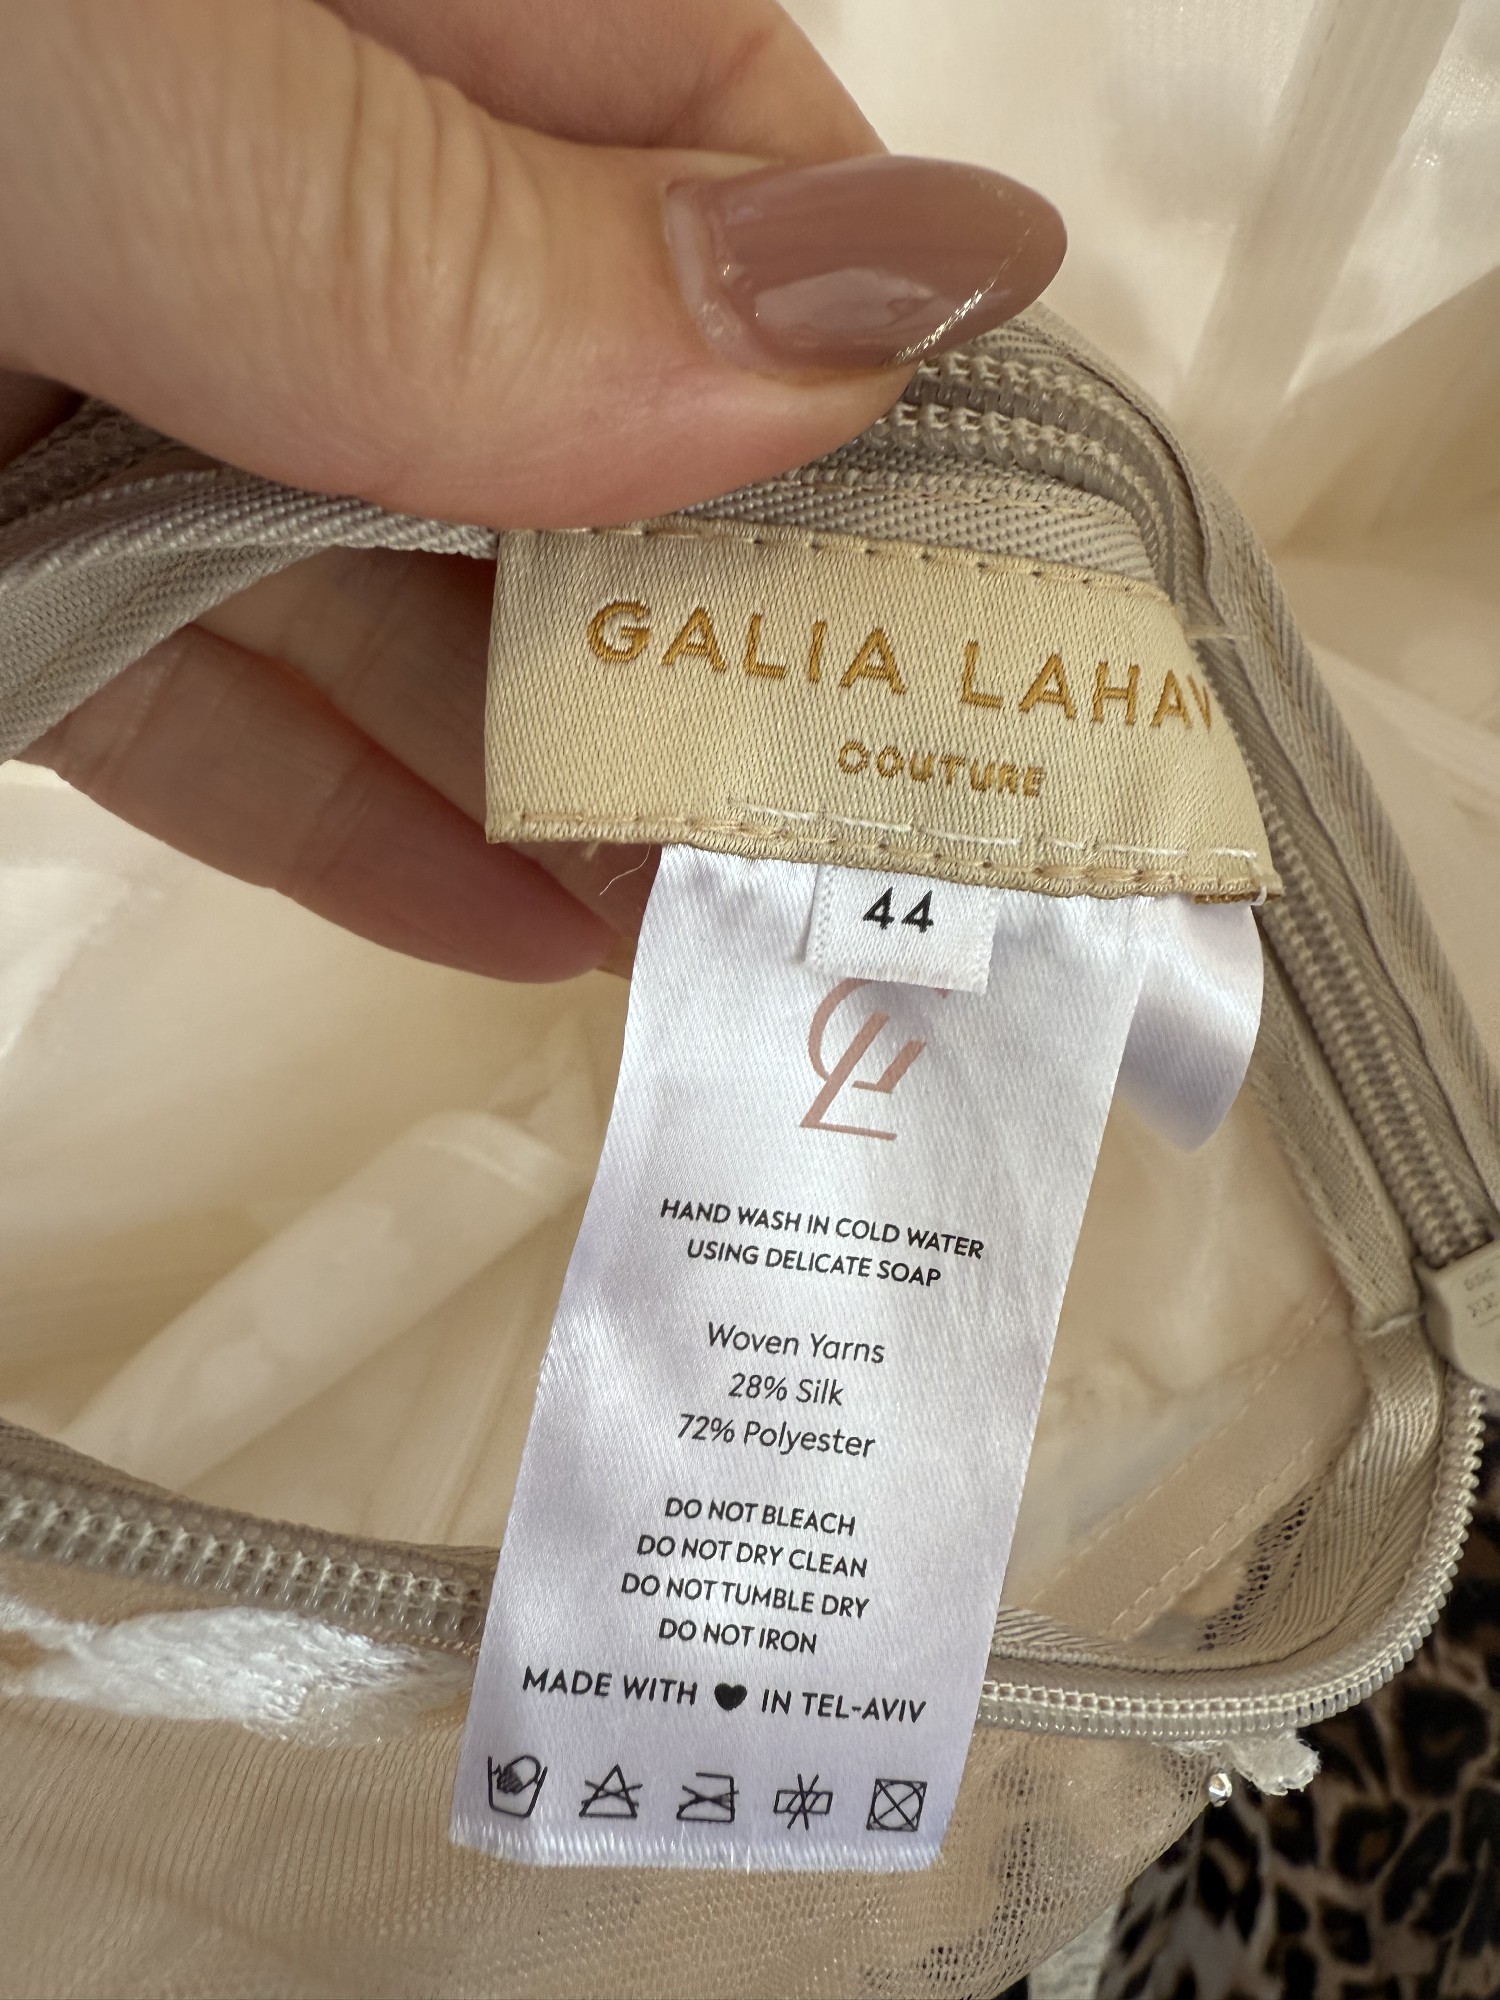 GALIA LAHAV
COUTURE
44
GL
HAND WASH IN COLD WATER
USING DELICATE SOAP
Woven Yarns
28% Silk
72% Polyester
DO NOT BLEACH
DO NOT DRY CLEAN
DO NOT TUMBLE DRY
DO NOT IRON
MADE WITH ♥ IN TEL-AVIV